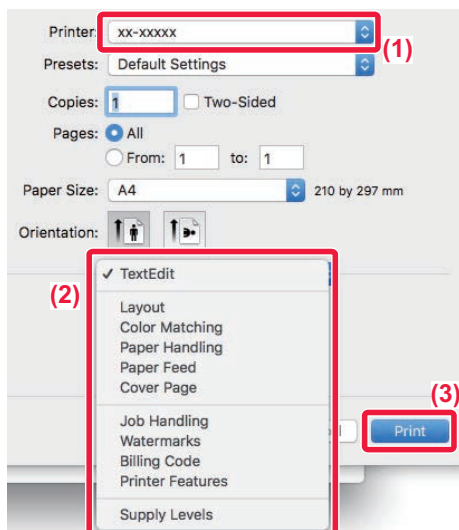 Printer: xx-xxxxx
(1)
Presets: Default Settings
Copies: 1 Two-Sided
Pages: All
From: 1 to: 1
Paper Size: A4 210 by 297 mm
Orientation:
(2)
✓ TextEdit
Layout
Color Matching
Paper Handling
Paper Feed
Cover Page
(3)
Job Handling
Print
Watermarks
Billing Code
Printer Features
Supply Levels